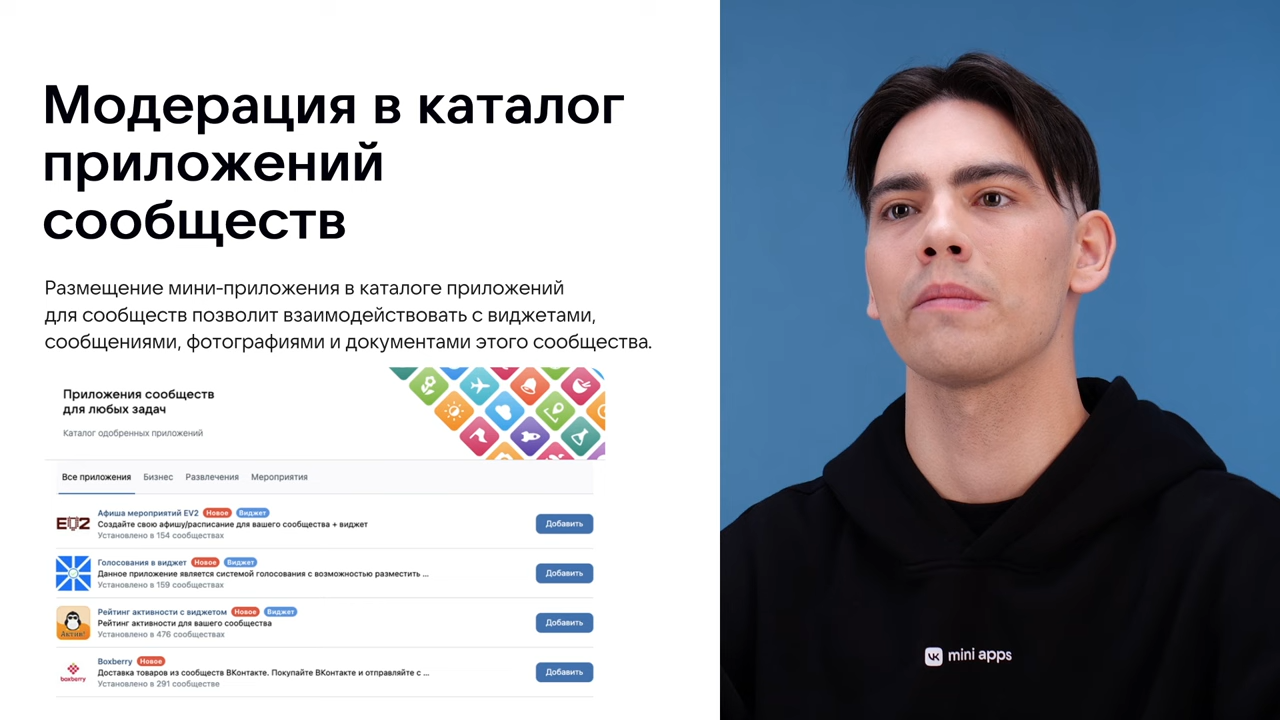 Модерация в каталог
приложений
сообществ
Размещение мини-приложения в каталоге приложений
для сообществ позволит взаимодействовать с виджетами,
сообщениями, фотографиями и документами этого сообщества.
Приложения сообществ
для любых задач
Каталог одобренных приложений
Все приложения Бизнес Развлечения Мероприятия
EV2
Афиша мероприятий EV2 Новое Виджет
Создайте свою афишу/расписание для вашего сообщества + виджет
Установлено в 154 сообществах
Добавить
Голосования в виджет Новое Виджет
Данное приложение является системой голосования с возможностью разместить ...
Установлено в 159 сообществах
Добавить
Актив!
Рейтинг активности с виджетом Новое Виджет
Рейтинг активности для вашего сообщества
Установлено в 476 сообществах
Добавить
boxberry
Boxberry Новое
Доставка товаров из сообществ ВКонтакте. Покупайте ВКонтакте и отправляйте с ...
Установлено в 291 сообществе
Добавить
VK mini apps